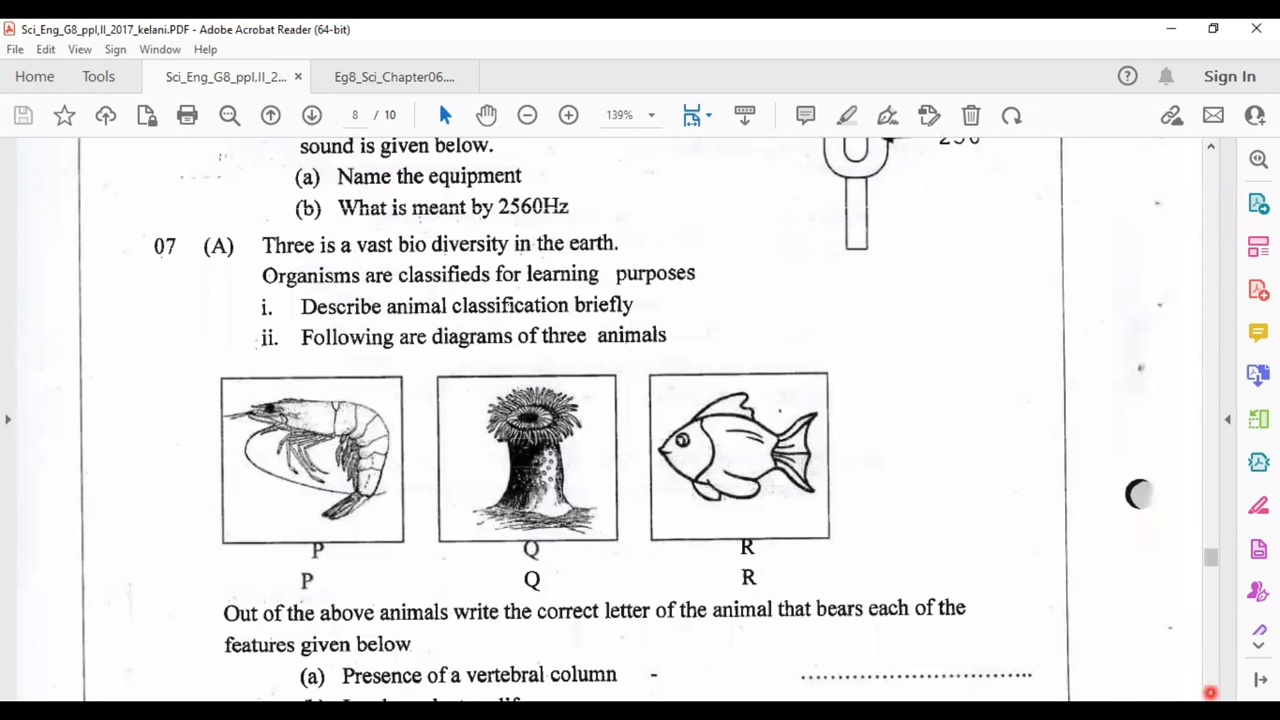 Sci_Eng_G8_ppl,II_2017_kelani.PDF - Adobe Acrobat Reader (64-bit)
File Edit View Sign Window Help
Home Tools Sci_Eng_G8_ppl,II_2... × Eg8_Sci_Chapter06.... Sign In
8 / 10 139%
sound is given below.
(a) Name the equipment
(b) What is meant by 2560Hz
07 (A) Three is a vast bio diversity in the earth.
Organisms are classifieds for learning purposes
i. Describe animal classification briefly
ii. Following are diagrams of three animals
P Q R
P Q R
Out of the above animals write the correct letter of the animal that bears each of the
features given below
(a) Presence of a vertebral column - ....................................